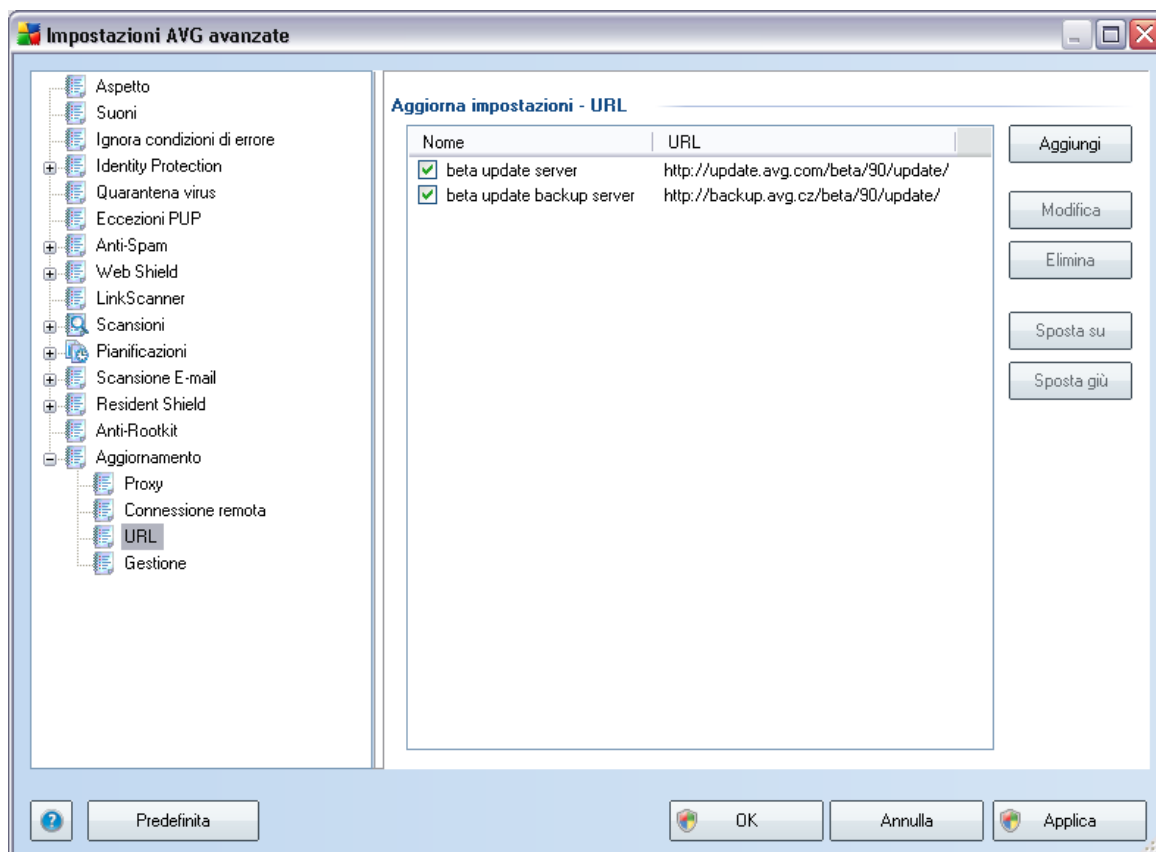 Impostazioni AVG avanzate
Aspetto
Suoni
Ignora condizioni di errore
Identity Protection
Quarantena virus
Eccezioni PUP
Anti-Spam
Web Shield
LinkScanner
Scansioni
Pianificazioni
Scansione E-mail
Resident Shield
Anti-Rootkit
Aggiornamento
Proxy
Connessione remota
URL
Gestione
Aggiorna impostazioni - URL
Nome URL
beta update server http://update.avg.com/beta/90/update/
beta update backup server http://backup.avg.cz/beta/90/update/
Aggiungi
Modifica
Elimina
Sposta su
Sposta giù
Predefinita
OK
Annulla
Applica